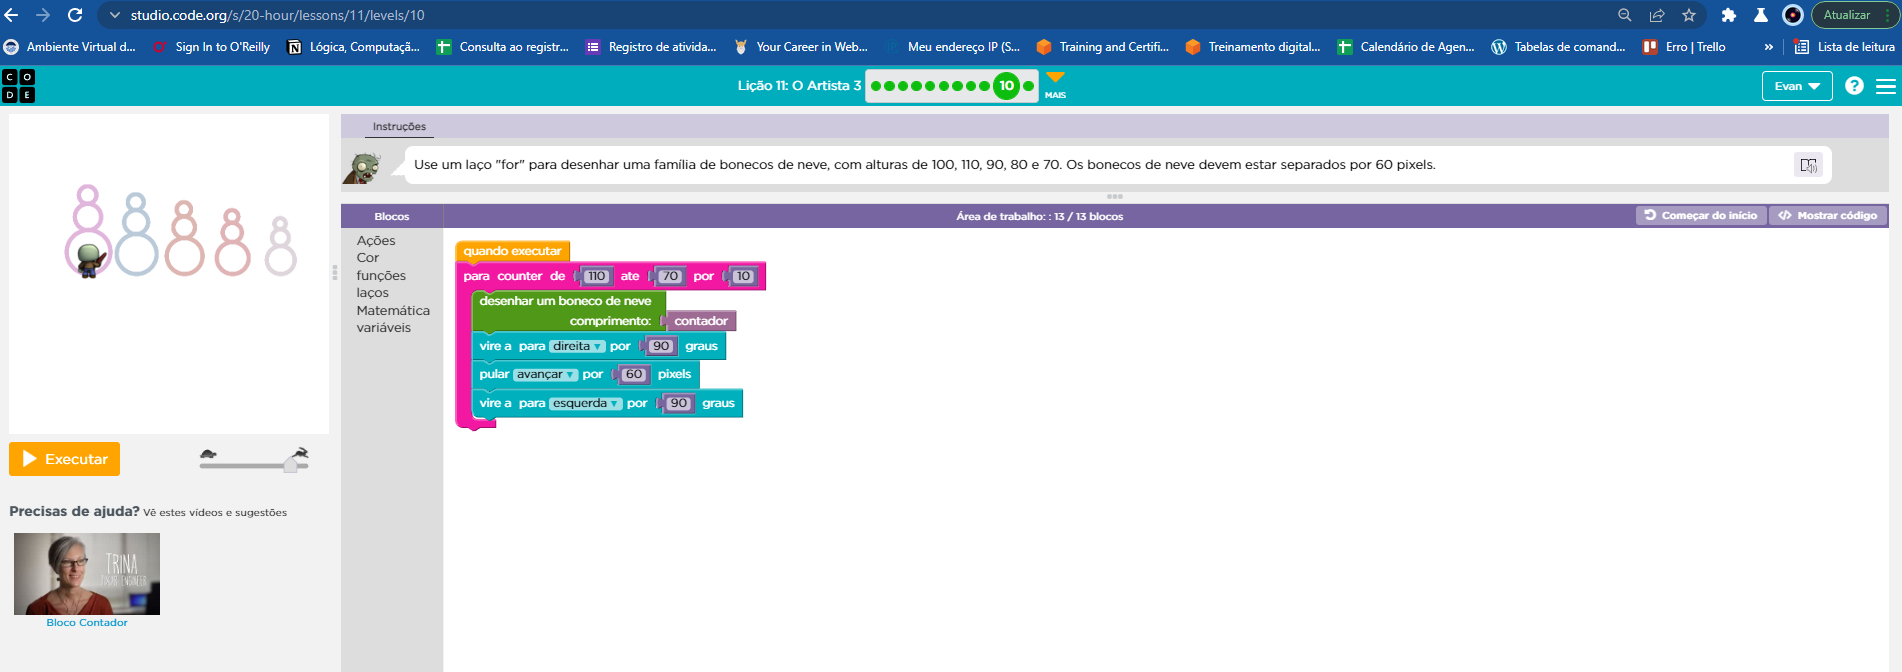 studio.code.org/s/20-hour/lessons/11/levels/10
Atualizar
Ambiente Virtual d...
Sign In to O'Reilly
Lógica, Computaçã...
Consulta ao registr...
Registro de ativida...
Your Career in Web...
Meu endereço IP (S...
Training and Certifi...
Treinamento digital...
Calendário de Agen...
Tabelas de comand...
Erro | Trello
»
Lista de leitura
C O
D E
Lição 11: O Artista 3
10
MAIS
Evan
?
Instruções
Use um laço "for" para desenhar uma família de bonecos de neve, com alturas de 100, 110, 90, 80 e 70. Os bonecos de neve devem estar separados por 60 pixels.
Blocos
Área de trabalho: : 13 / 13 blocos
Começar do início
</> Mostrar código
Ações
Cor
funções
laços
Matemática
variáveis
quando executar
para counter de 110 ate 70 por 10
desenhar um boneco de neve
comprimento: contador
vire a para direita por 90 graus
pular avançar por 60 pixels
vire a para esquerda por 90 graus
Executar
Precisas de ajuda? Vê estes vídeos e sugestões
TRINA
Bloco Contador